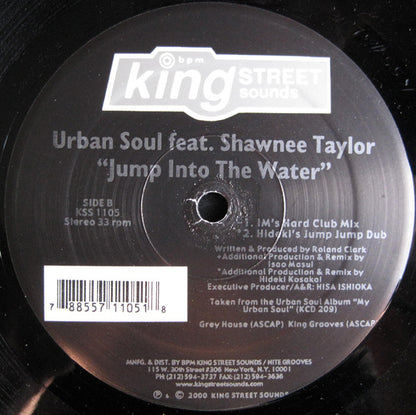 © bpm
king STREET
sounds
Urban Soul feat. Shawnee Taylor
“Jump Into The Water”
SIDE B
KSS 1105
Stereo 33 rpm
1. IM's Hard Club Mix
*2. Hideki's Jump Jump Dub
Written & Produced by Roland Clark
+Additional Production & Remix by
Isao Masui
*Additional Production & Remix by
Hideki Kosakai
Executive Producer/A&R: HISA ISHIOKA
Taken from the Urban Soul Album "My
Urban Soul" (KCD 209)
Grey House (ASCAP) King Grooves (ASCAP)
7 88557 11051 8
MNFG. & DIST. BY BPM KING STREET SOUNDS / NITE GROOVES
115 W. 30th Street, New York, N.Y. 10001
PH: (212) 594-3737 FAX: (212) 594-3636
www.kingstreetsounds.com
℗ & © 2000 KING STREET SOUNDS